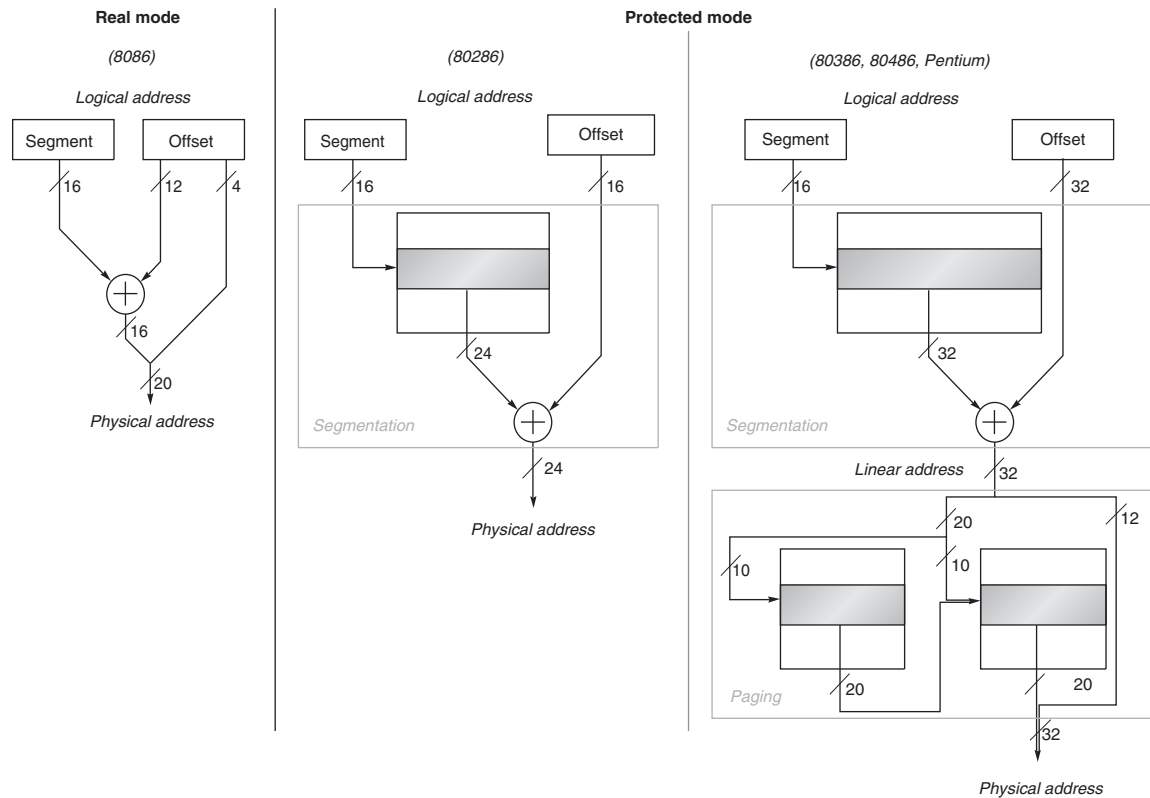 Real mode
Protected mode
(8086)
(80286)
(80386, 80486, Pentium)
Logical address
Logical address
Logical address
Segment
Offset
Segment
Offset
Segment
Offset
16
12
4
16
16
16
32
16
20
Physical address
24
Segmentation
24
Physical address
32
Segmentation
Linear address
32
20
12
10
10
20
20
Paging
32
Physical address